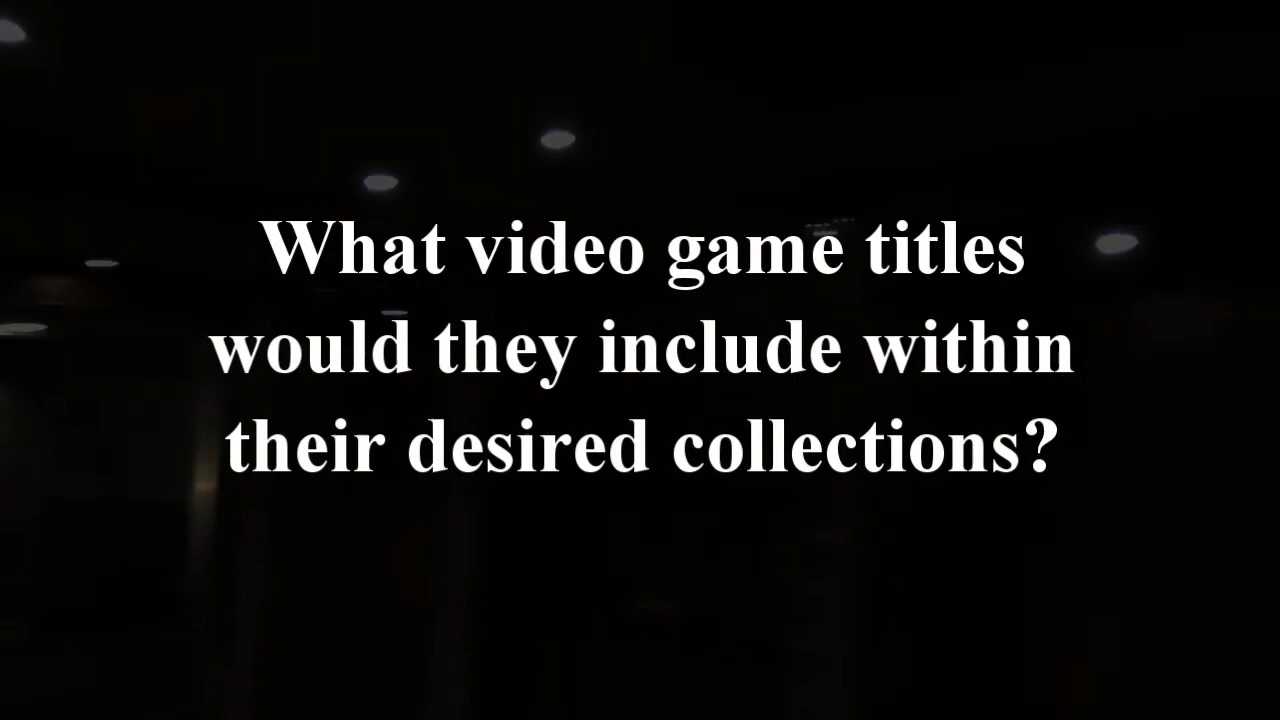 What video game titles
would they include within
their desired collections?